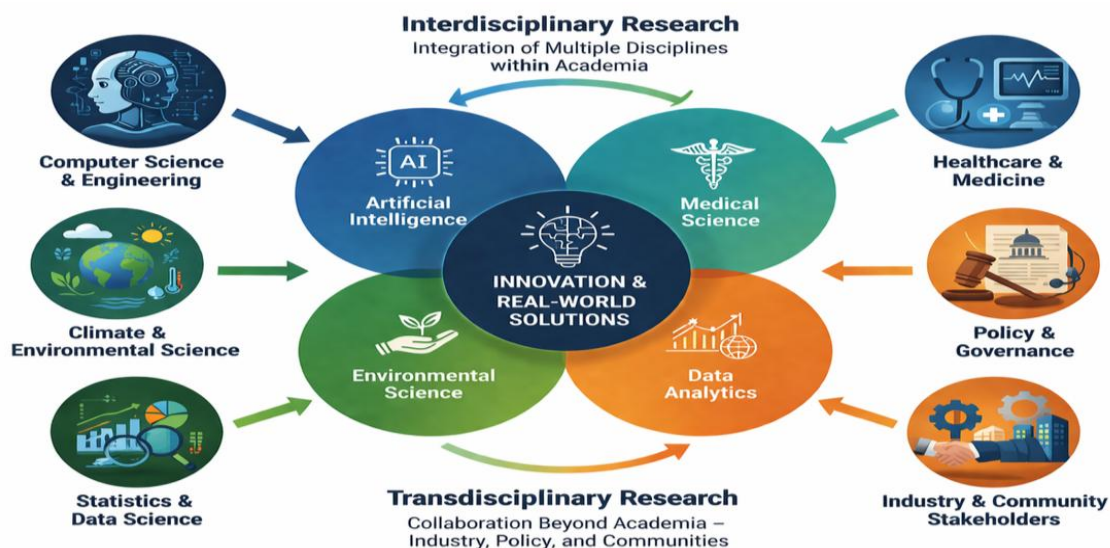 Interdisciplinary Research
Integration of Multiple Disciplines
within Academia
Computer Science
& Engineering
AI
Artificial
Intelligence
Medical
Science
Healthcare &
Medicine
INNOVATION &
REAL-WORLD
SOLUTIONS
Climate &
Environmental Science
Policy &
Governance
Environmental
Science
Data
Analytics
Statistics &
Data Science
Transdisciplinary Research
Collaboration Beyond Academia –
Industry, Policy, and Communities
Industry & Community
Stakeholders